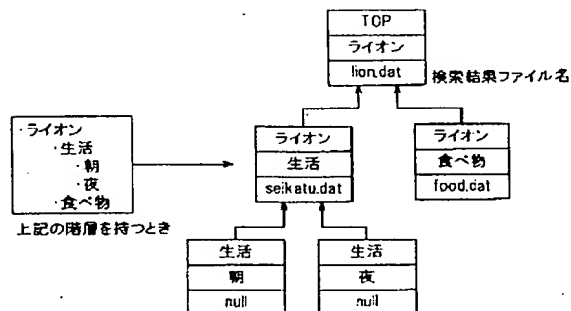 TOP
ライオン
lion.dat
検索結果ファイル名
・ライオン
・生活
・朝
・夜
・食べ物
上記の階層を持つとき
ライオン
生活
seikatu.dat
ライオン
食べ物
food.dat
生活
朝
null
生活
夜
null